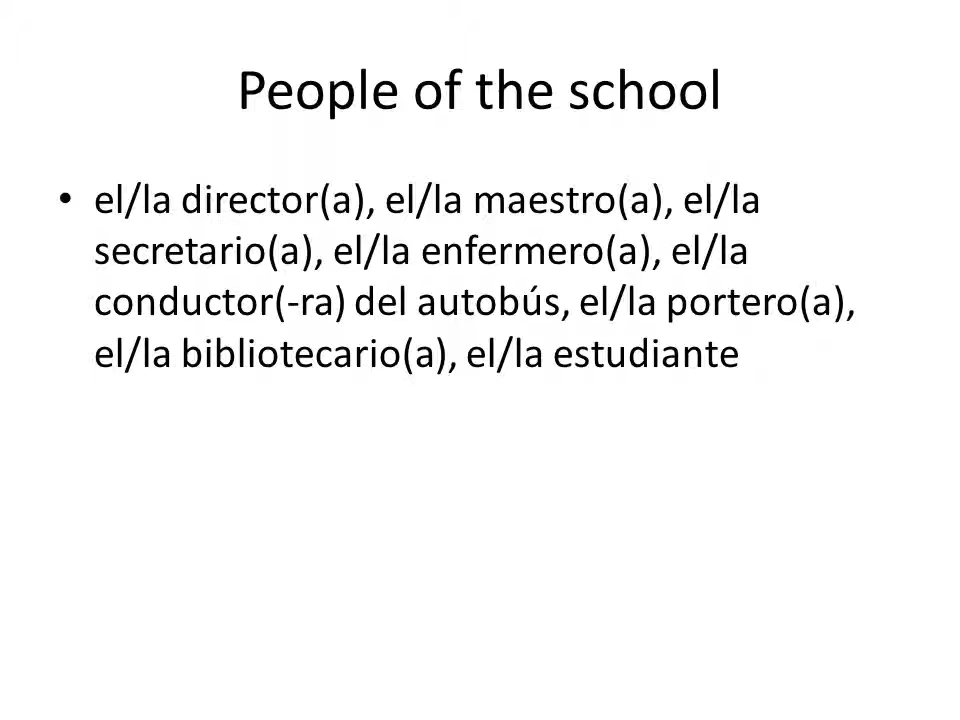 People of the school
• el/la director(a), el/la maestro(a), el/la
secretario(a), el/la enfermero(a), el/la
conductor(-ra) del autobús, el/la portero(a),
el/la bibliotecario(a), el/la estudiante